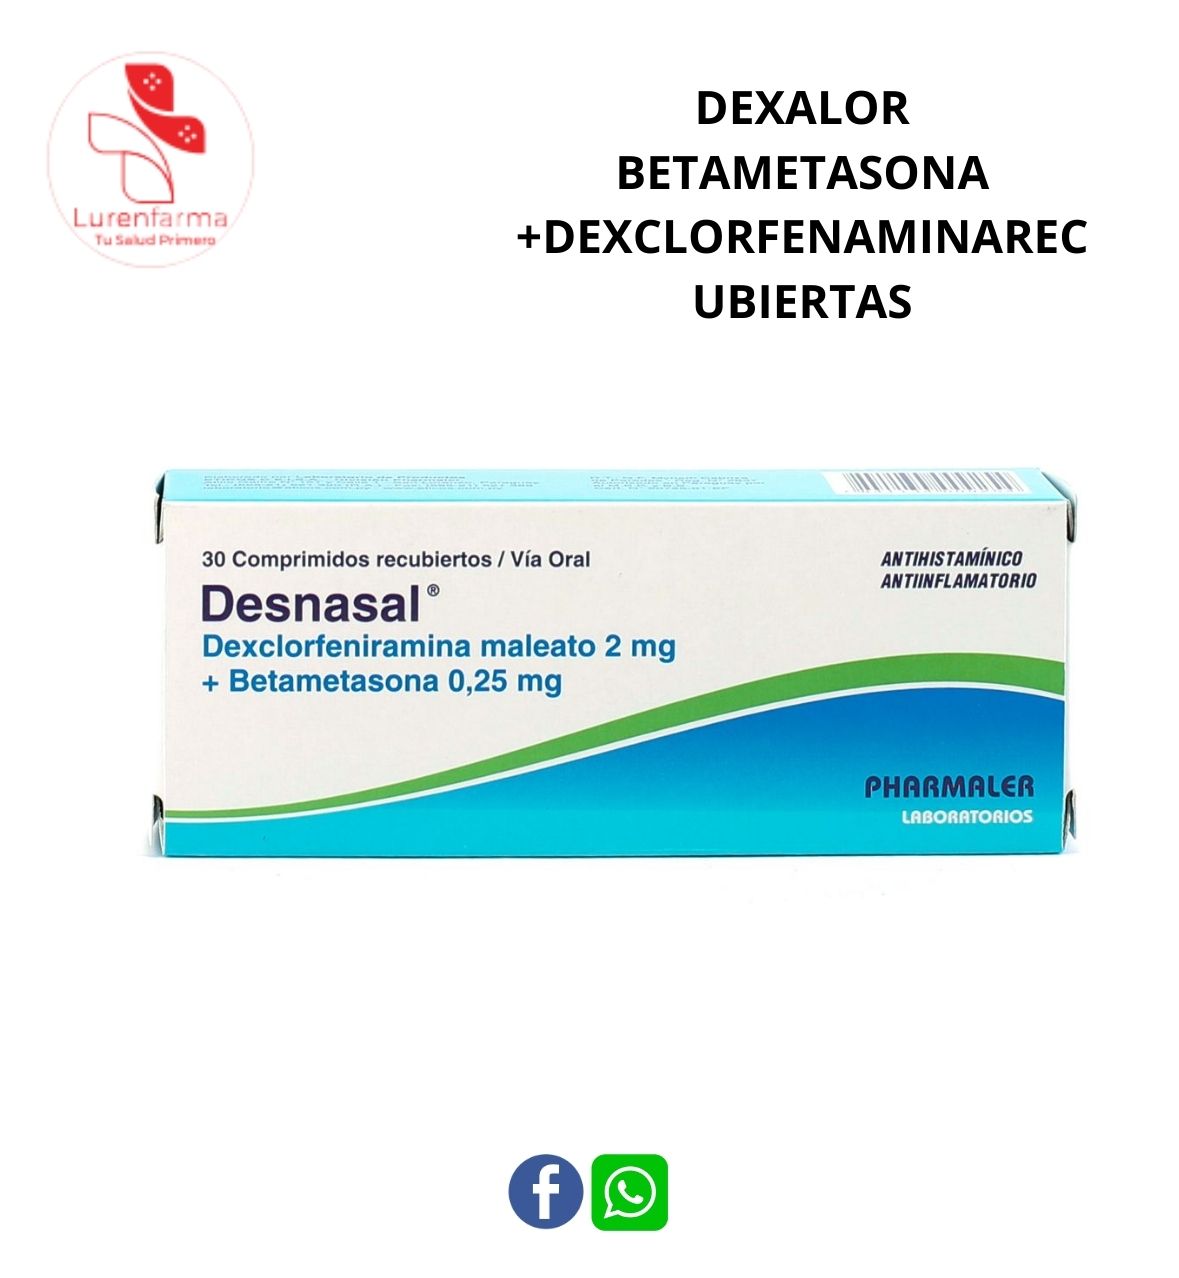 Lurenfarma
Tu Salud Primero
DEXALOR
BETAMETASONA
+DEXCLORFENAMINAREC
UBIERTAS
30 Comprimidos recubiertos / Vía Oral
Desnasal®
Dexclorfeniramina maleato 2 mg
+ Betametasona 0,25 mg
ANTIHISTAMÍNICO
ANTIINFLAMATORIO
PHARMALER
LABORATORIOS